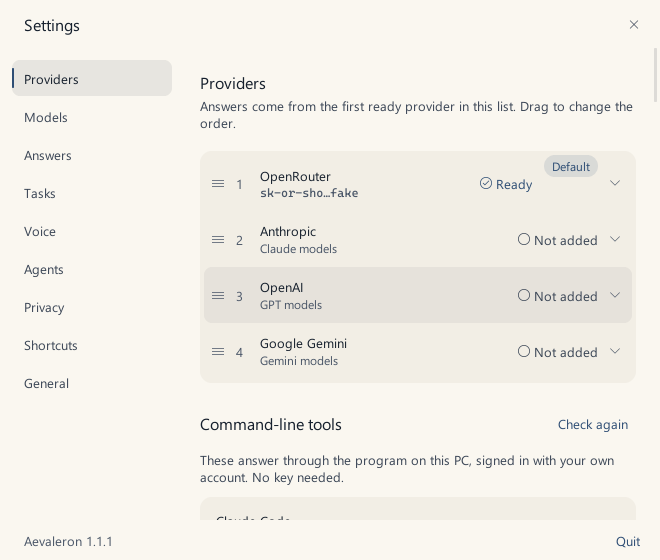 Settings
Providers
Models
Answers
Tasks
Voice
Agents
Privacy
Shortcuts
General
Providers
Answers come from the first ready provider in this list. Drag to change the
order.
1
OpenRouter
sk-or-sho…fake
Ready
Default
2
Anthropic
Claude models
Not added
3
OpenAI
GPT models
Not added
4
Google Gemini
Gemini models
Not added
Command-line tools
Check again
These answer through the program on this PC, signed in with your own
account. No key needed.
Claude Code
Aevaleron 1.1.1
Quit